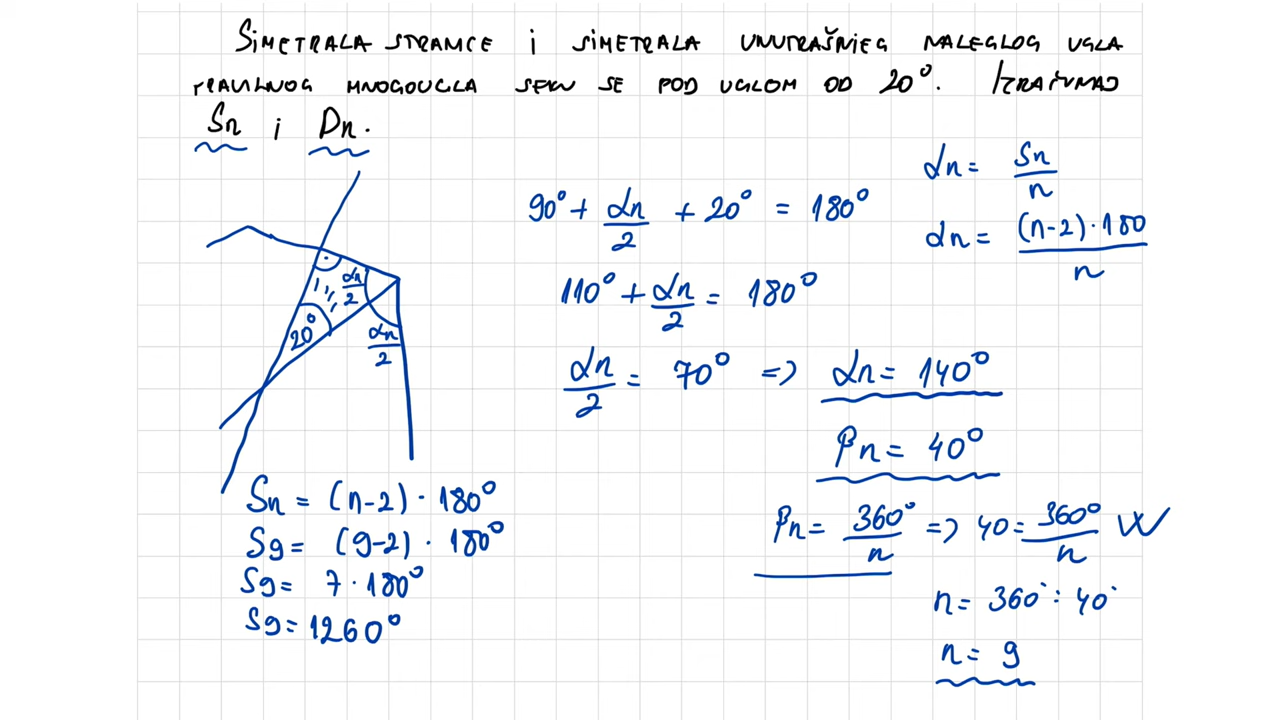 SIMETRALA STRANICE i SIMETRALA UNUTRAŠNJEG NALEGLOG UGLA
PRAVILNOG MNOGOUGLA SEKU SE POD UGLOM OD 20°. IZRAČUNAJ
Sn i Dn.
αn = Sn/n
αn = (n-2)·180/n
90° + αn/2 + 20° = 180°
110° + αn/2 = 180°
αn/2 = 70° => αn = 140°
βn = 40°
βn = 360°/n => 40 = 360°/n
n = 360° : 40°
n = 9
αn/2
20°
αn/2
Sn = (n-2) · 180°
S9 = (9-2) · 180°
S9 = 7 · 180°
S9 = 1260°